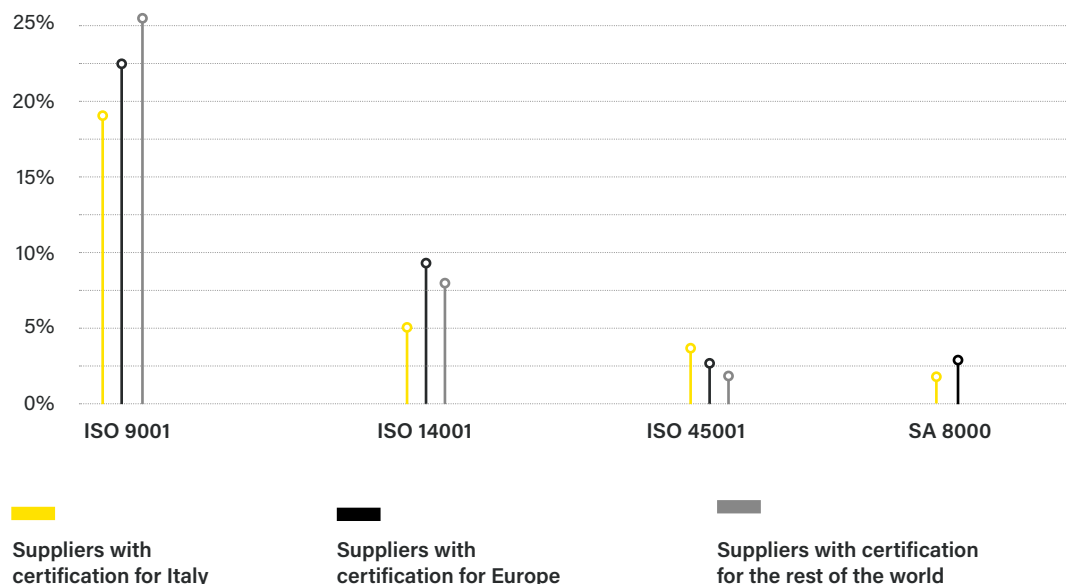 25%
20%
15%
10%
5%
0%
ISO 9001
ISO 14001
ISO 45001
SA 8000
Suppliers with
certification for Italy
Suppliers with
certification for Europe
Suppliers with certification
for the rest of the world